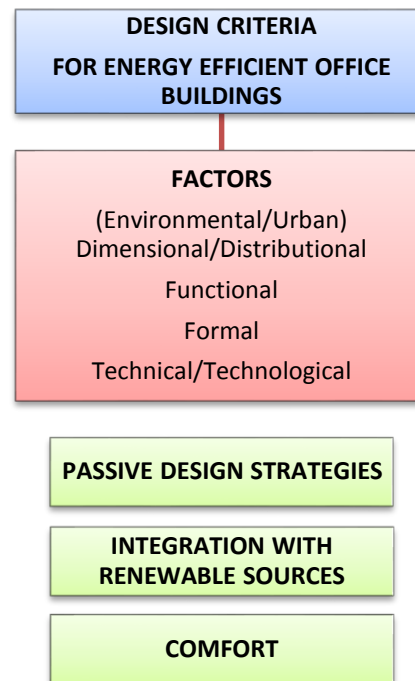 DESIGN CRITERIA
FOR ENERGY EFFICIENT OFFICE
BUILDINGS
FACTORS
(Environmental/Urban)
Dimensional/Distributional
Functional
Formal
Technical/Technological
PASSIVE DESIGN STRATEGIES
INTEGRATION WITH
RENEWABLE SOURCES
COMFORT